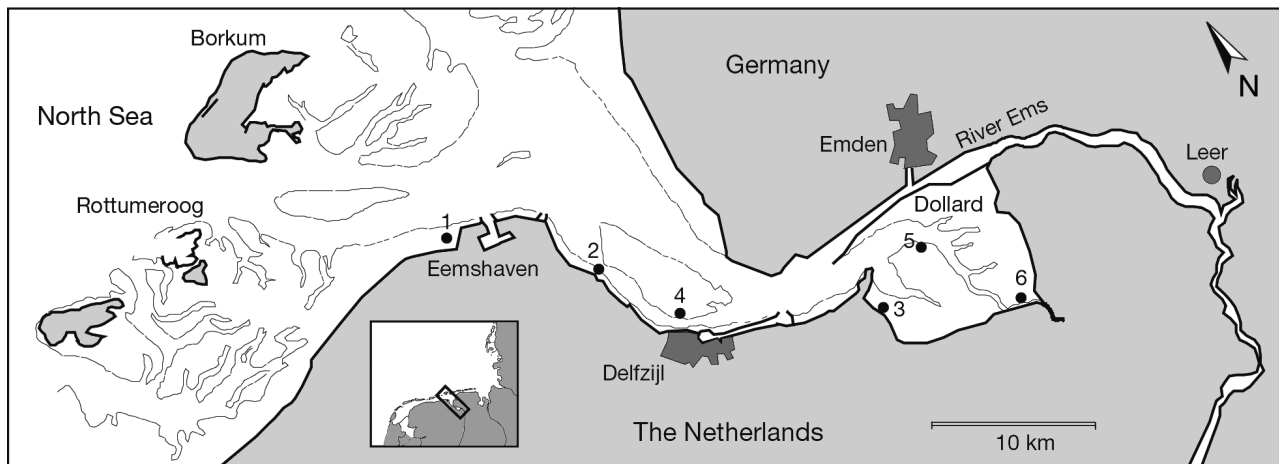 Borkum
Germany
N
North Sea
River Ems
Emden
Leer
Rottumeroog
Dollard
1
5
2
Eemshaven
6
4
3
Delfzijl
The Netherlands
10 km